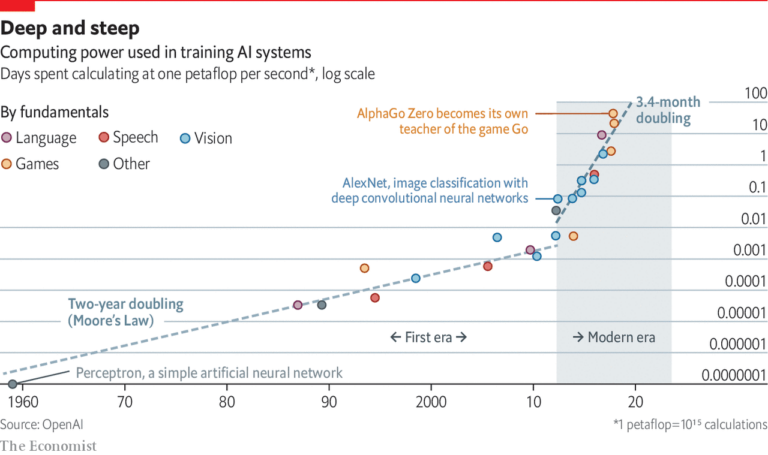 Deep and steep
Computing power used in training AI systems
Days spent calculating at one petaflop per second*, log scale
By fundamentals
Language
Speech
Vision
Games
Other
AlphaGo Zero becomes its own
teacher of the game Go
3.4-month
doubling
AlexNet, image classification with
deep convolutional neural networks
Two-year doubling
(Moore's Law)
← First era →
→ Modern era
Perceptron, a simple artificial neural network
100
10
1
0.1
0.01
0.001
0.0001
0.00001
0.000001
0.0000001
1960
70
80
90
2000
10
20
Source: OpenAI
*1 petaflop=10¹⁵ calculations
The Economist